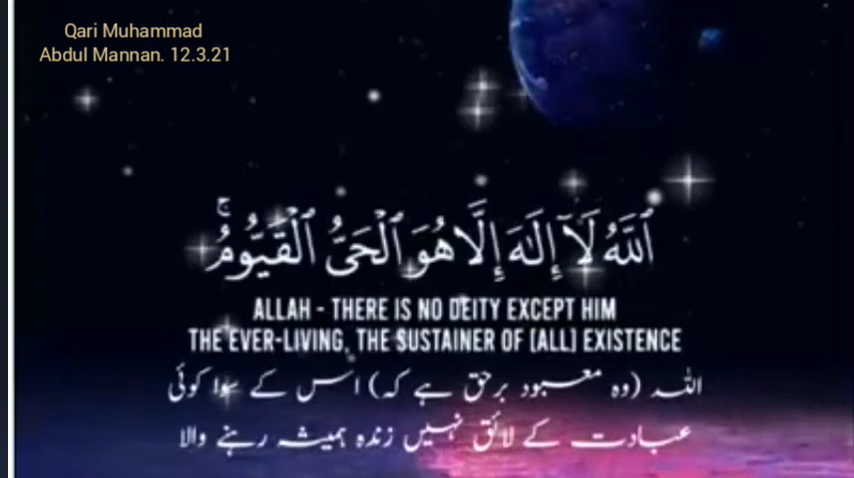 Qari Muhammad
Abdul Mannan. 12.3.21
ٱللَّهُ لَآ إِلَٰهَ إِلَّا هُوَ ٱلْحَىُّ ٱلْقَيُّومُ ۚ
ALLAH - THERE IS NO DEITY EXCEPT HIM
THE EVER-LIVING, THE SUSTAINER OF [ALL] EXISTENCE
اللہ (وہ معبود برحق ہے کہ) اس کے سوا کوئی
عبادت کے لائق نہیں زندہ ہمیشہ رہنے والا